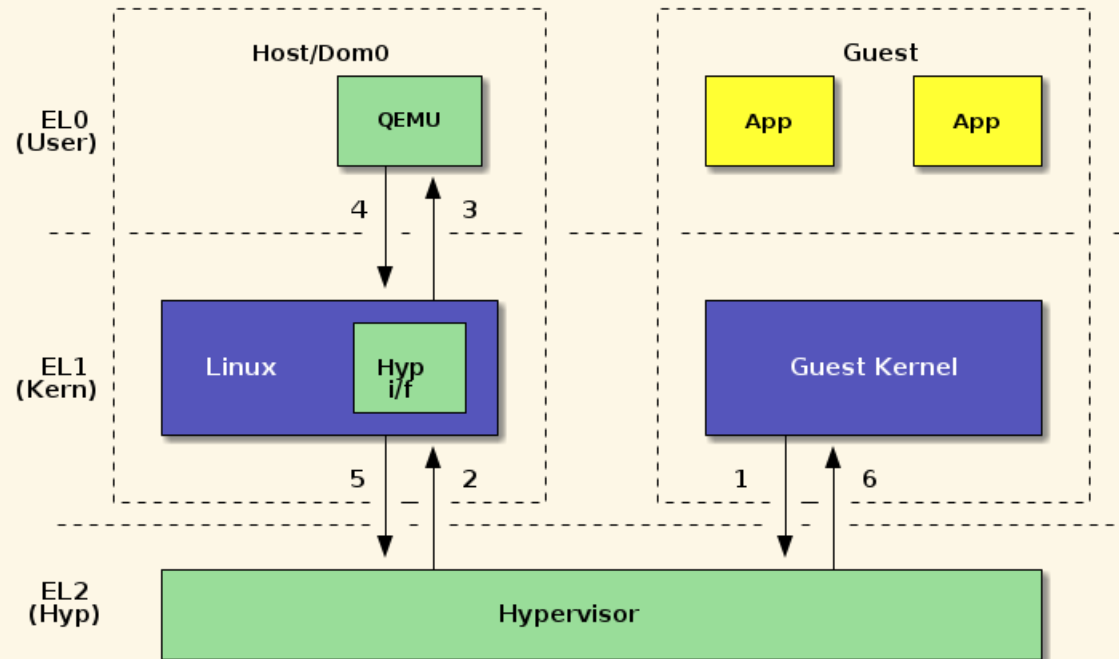 Host/Dom0
Guest
EL0
(User)
QEMU
App
App
4
3
EL1
(Kern)
Linux
Hyp
i/f
Guest Kernel
5
2
1
6
EL2
(Hyp)
Hypervisor